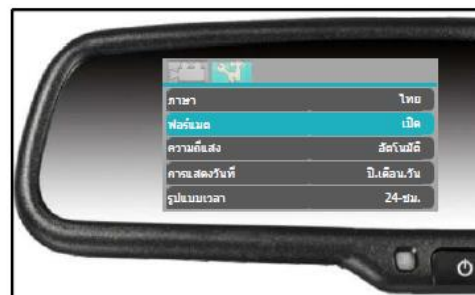 ภาษา ไทย
ฟอร์แมต เปิด
ความถี่แสง อัตโนมัติ
การแสดงวันที่ ปี.เดือน.วัน
รูปแบบเวลา 24-ชม.